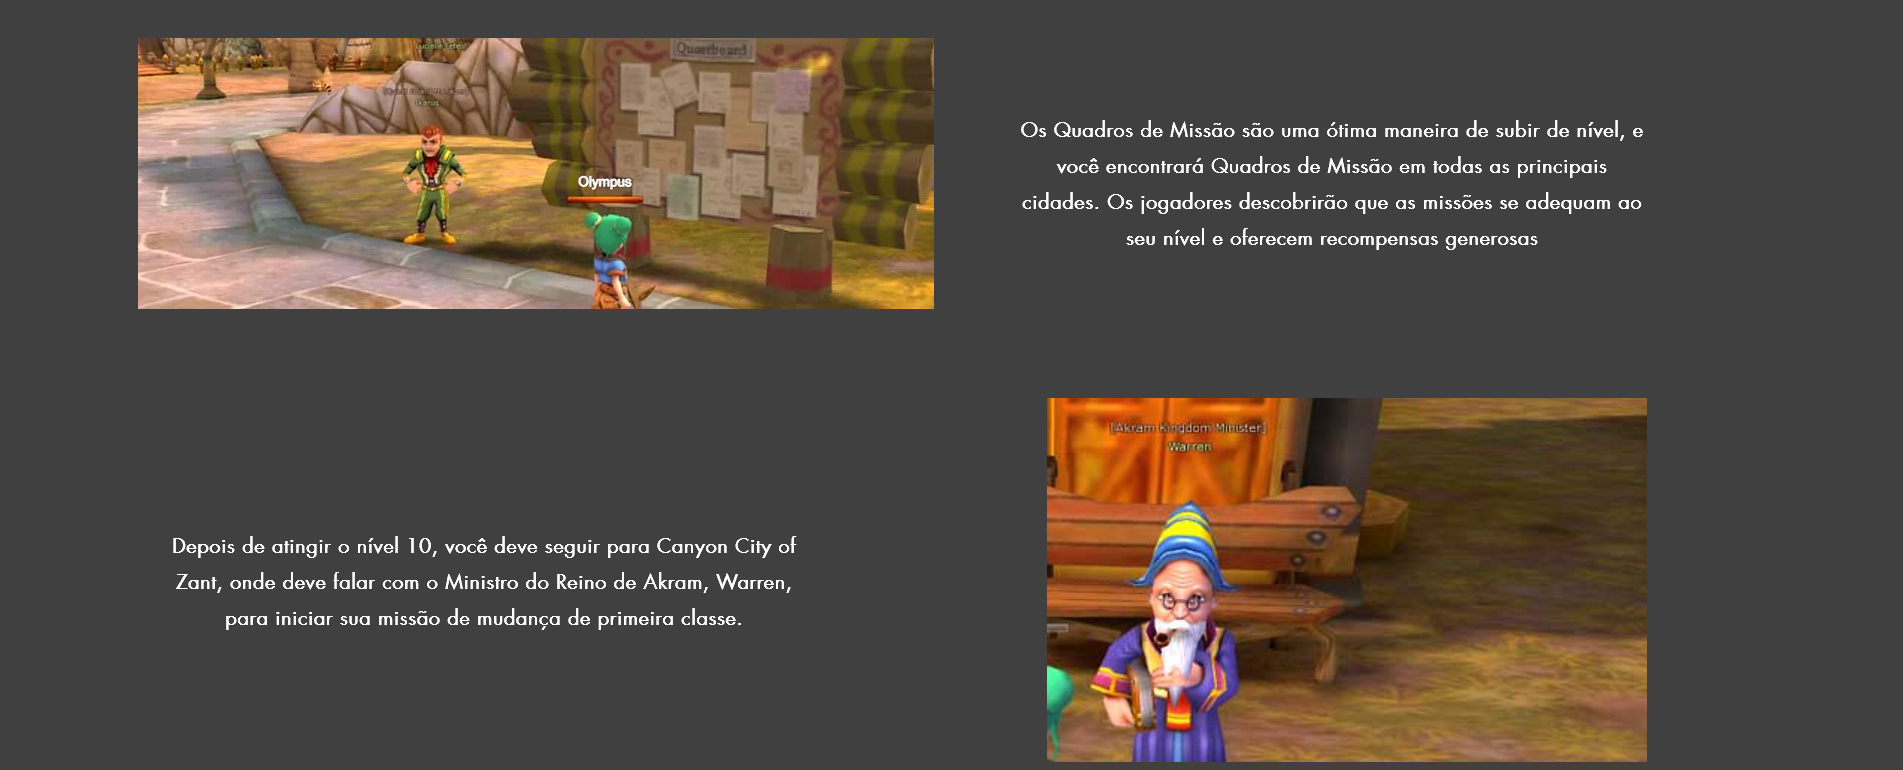 Lucielle Fete
Ikarus
Questboard
Olympus
Os Quadros de Missão são uma ótima maneira de subir de nível, e
você encontrará Quadros de Missão em todas as principais
cidades. Os jogadores descobrirão que as missões se adequam ao
seu nível e oferecem recompensas generosas
[Akram Kingdom Minister]
Warren
Depois de atingir o nível 10, você deve seguir para Canyon City of
Zant, onde deve falar com o Ministro do Reino de Akram, Warren,
para iniciar sua missão de mudança de primeira classe.